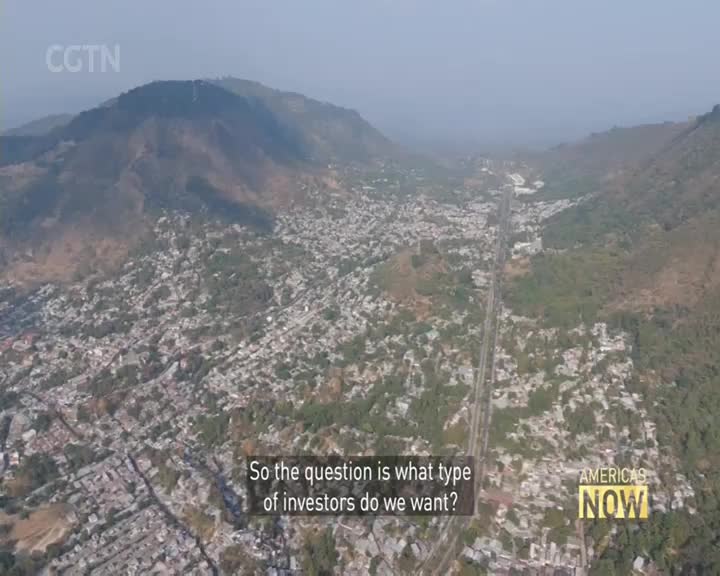 CGTN
So the question is what type
of investors do we want?
AMERICAS
NOW